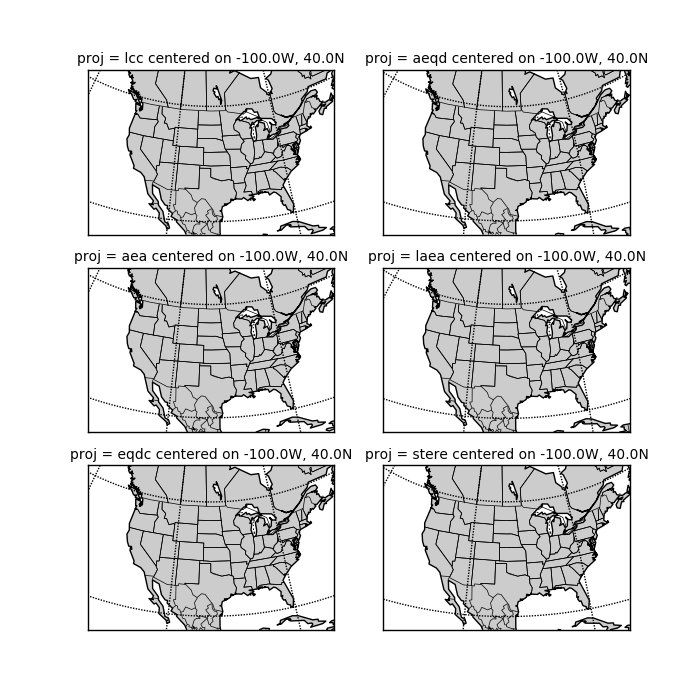 proj = lcc centered on -100.0W, 40.0N
proj = aeqd centered on -100.0W, 40.0N
proj = aea centered on -100.0W, 40.0N
proj = laea centered on -100.0W, 40.0N
proj = eqdc centered on -100.0W, 40.0N
proj = stere centered on -100.0W, 40.0N